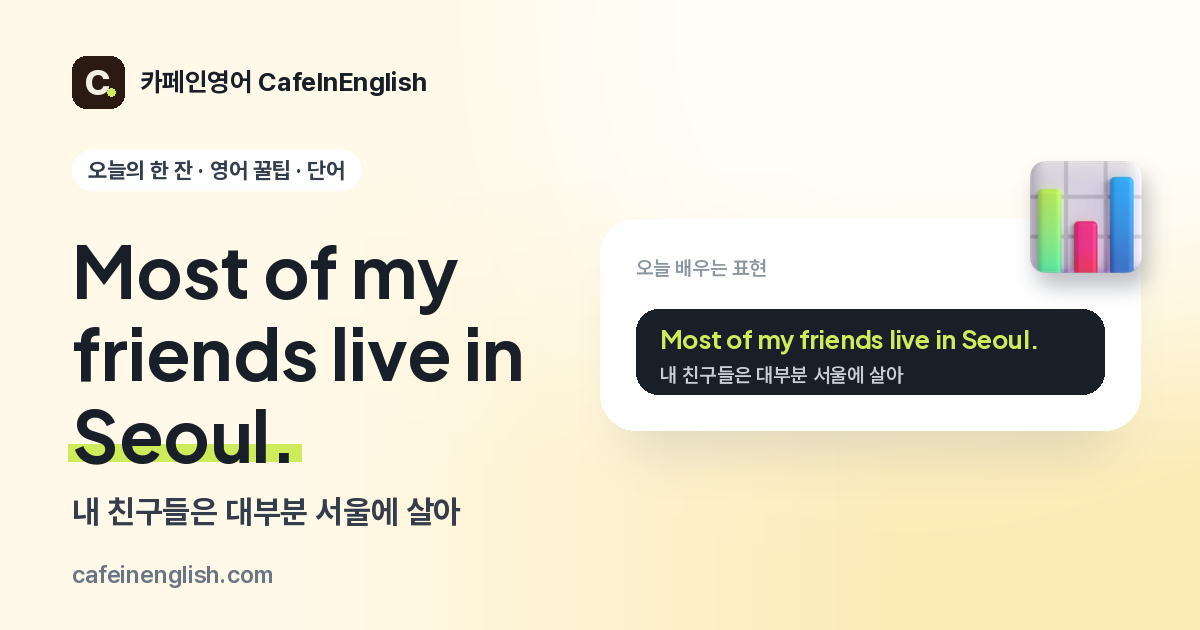 C
카페인영어 CafeInEnglish
오늘의 한 잔 · 영어 꿀팁 · 단어
Most of my
friends live in
Seoul.
내 친구들은 대부분 서울에 살아
cafeinenglish.com
오늘 배우는 표현
Most of my friends live in Seoul.
내 친구들은 대부분 서울에 살아